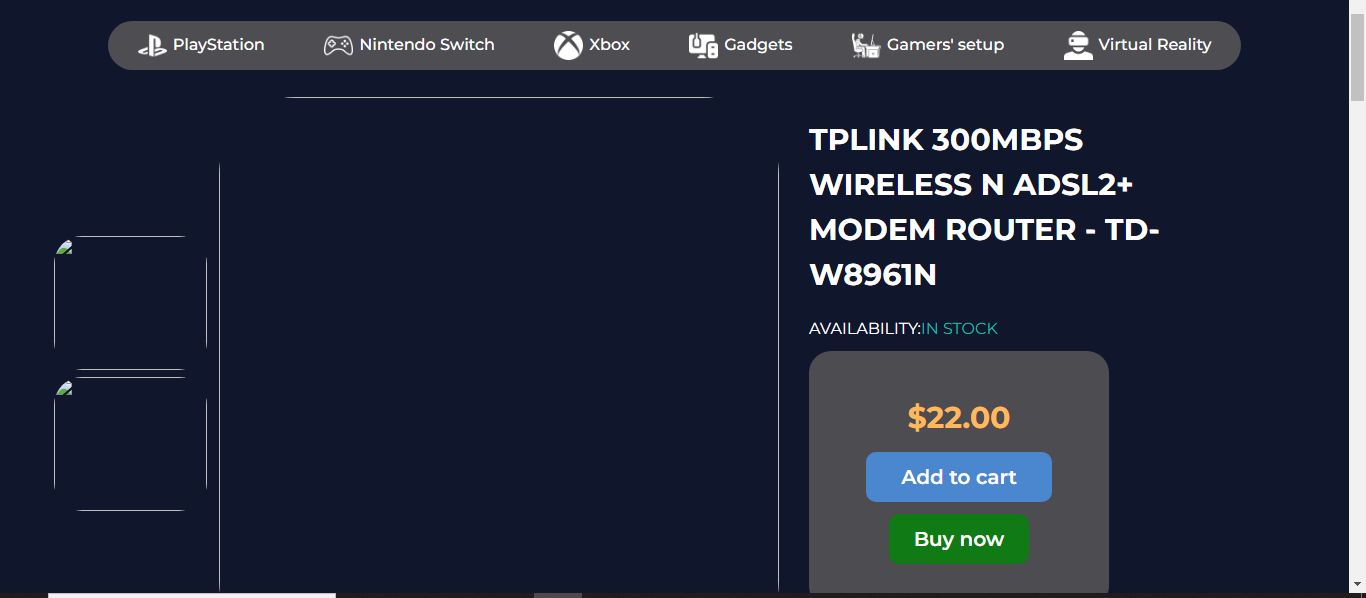 PlayStation Nintendo Switch Xbox Gadgets Gamers' setup Virtual Reality
TPLINK 300MBPS
WIRELESS N ADSL2+
MODEM ROUTER - TD-
W8961N
AVAILABILITY:IN STOCK
$22.00
Add to cart
Buy now